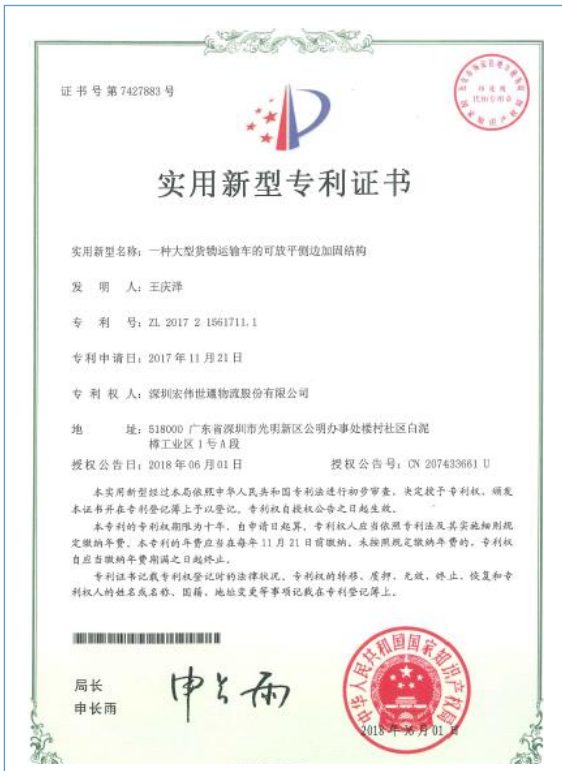 证书号第7427883号
实用新型专利证书
实用新型名称：一种大型货物运输车的可放平侧边加固结构
发 明 人：王庆泽
专 利 号：ZL 2017 2 1561711.1
专利申请日：2017年11月21日
专 利 权 人：深圳宏伟世通物流股份有限公司
地 址：518000 广东省深圳市光明新区公明办事处楼村社区白泥
樟工业区1号A段
授权公告日：2018年06月01日 授权公告号：CN 207433661 U
本实用新型经过本局依照中华人民共和国专利法进行初步审查，决定授予专利权，颁发
本证书并在专利登记簿上予以登记。专利权自授权公告之日起生效。
本专利的专利权期限为十年，自申请日起算。专利权人应当依照专利法及其实施细则规
定缴纳年费。本专利的年费应当在每年11月21日前缴纳。未按照规定缴纳年费的，专利权
自应当缴纳年费期满之日起终止。
专利证书记载专利权登记时的法律状况。专利权的转移、质押、无效、终止、恢复和专
利权人的姓名或名称、国籍、地址变更等事项记载在专利登记簿上。
局长
申长雨
申长雨
中华人民共和国国家知识产权局
2018年06月01日